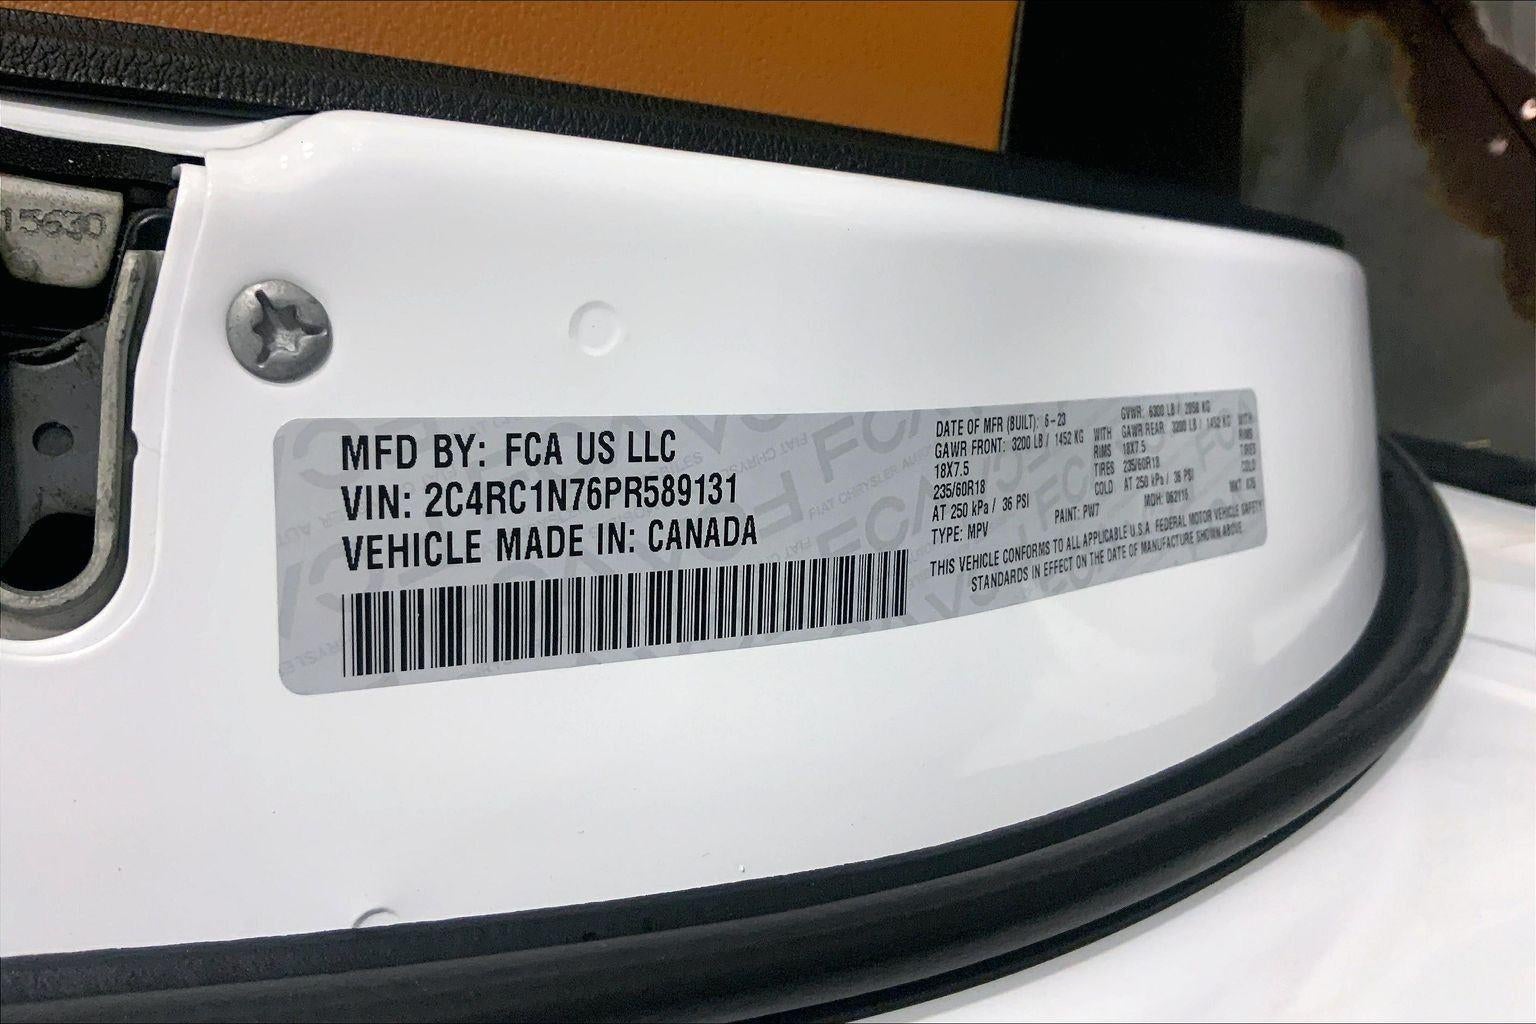 15630
MFD BY: FCA US LLC
VIN: 2C4RC1N76PR589131
VEHICLE MADE IN: CANADA
DATE OF MFR (BUILT): 6-23 GVWR: 6300 LB / 2858 KG
GAWR FRONT: 3200 LB / 1452 KG WITH GAWR REAR: 3200 LB / 1452 KG WITH
18X7.5 RIMS 18X7.5 RIMS
235/60R18 TIRES 235/60R18 TIRES
AT 250 kPa / 36 PSI COLD AT 250 kPa / 36 PSI COLD
TYPE: MPV PAINT: PW7 MDH: 062116 MKT
THIS VEHICLE CONFORMS TO ALL APPLICABLE U.S.A. FEDERAL MOTOR VEHICLE SAFETY
STANDARDS IN EFFECT ON THE DATE OF MANUFACTURE SHOWN ABOVE.